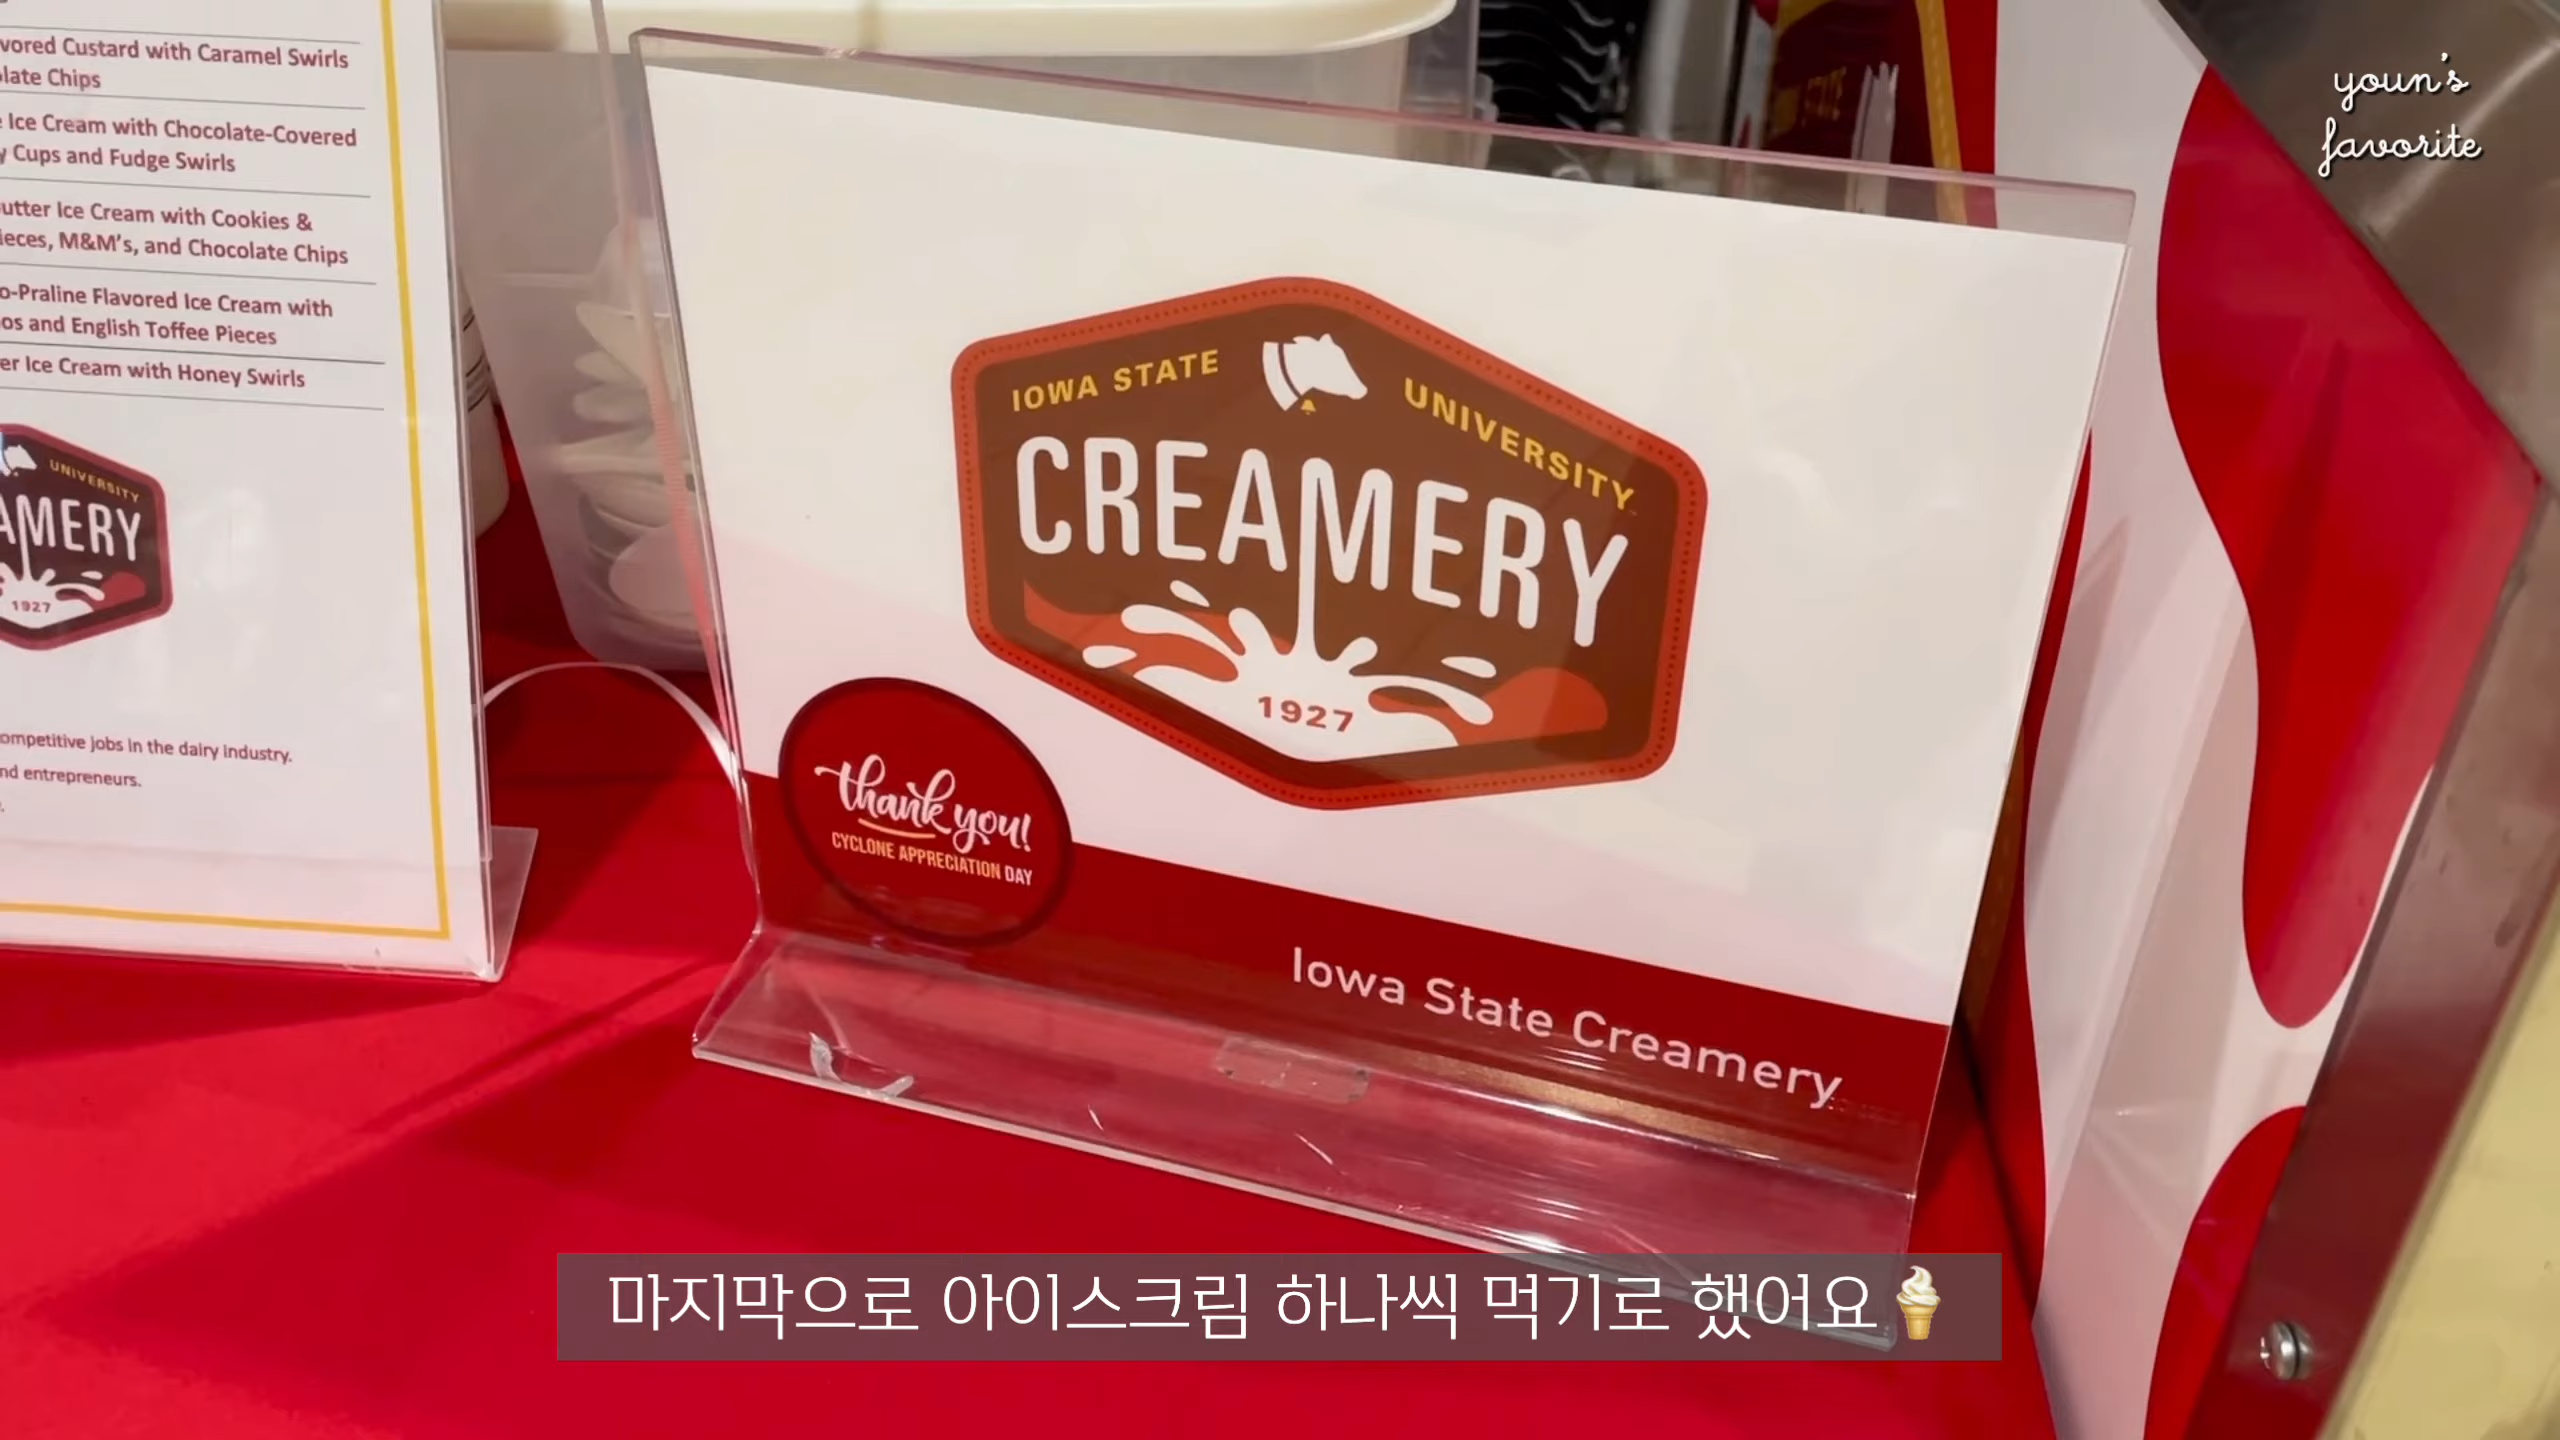 vored Custard with Caramel Swirls
late Chips
Ice Cream with Chocolate-Covered
y Cups and Fudge Swirls
utter Ice Cream with Cookies &
ieces, M&M's, and Chocolate Chips
o-Praline Flavored Ice Cream with
os and English Toffee Pieces
er Ice Cream with Honey Swirls
UNIVERSITY
AMERY
1927
ompetitive jobs in the dairy industry.
nd entrepreneurs.
IOWA STATE UNIVERSITY
CREAMERY
1927
thank you!
CYCLONE APPRECIATION DAY
Iowa State Creamery
youn's
favorite
마지막으로 아이스크림 하나씩 먹기로 했어요🍦